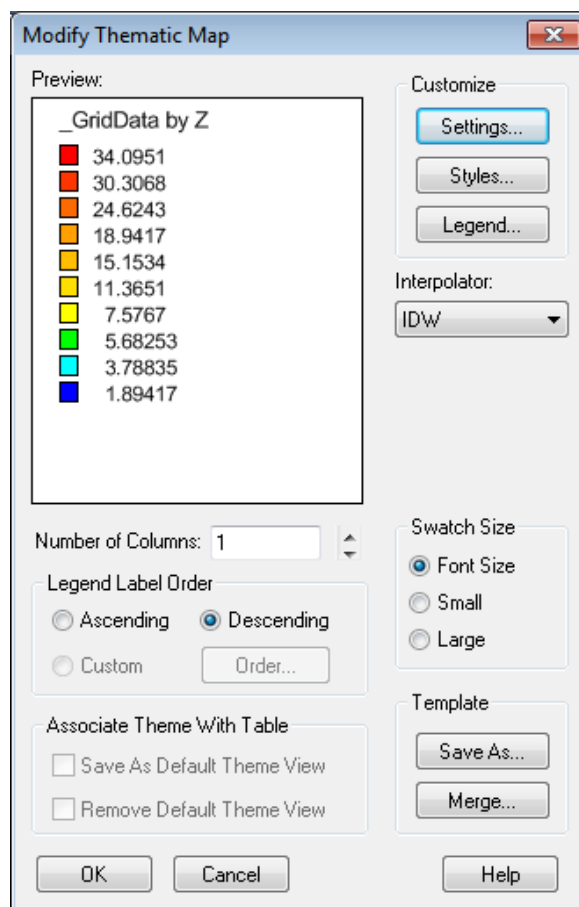 Modify Thematic Map
Preview:
_GridData by Z
34.0951
30.3068
24.6243
18.9417
15.1534
11.3651
7.5767
5.68253
3.78835
1.89417
Customize
Settings...
Styles...
Legend...
Interpolator:
IDW
Number of Columns: 1
Legend Label Order
Ascending Descending
Custom Order...
Swatch Size
Font Size
Small
Large
Associate Theme With Table
Save As Default Theme View
Remove Default Theme View
Template
Save As...
Merge...
OK Cancel Help